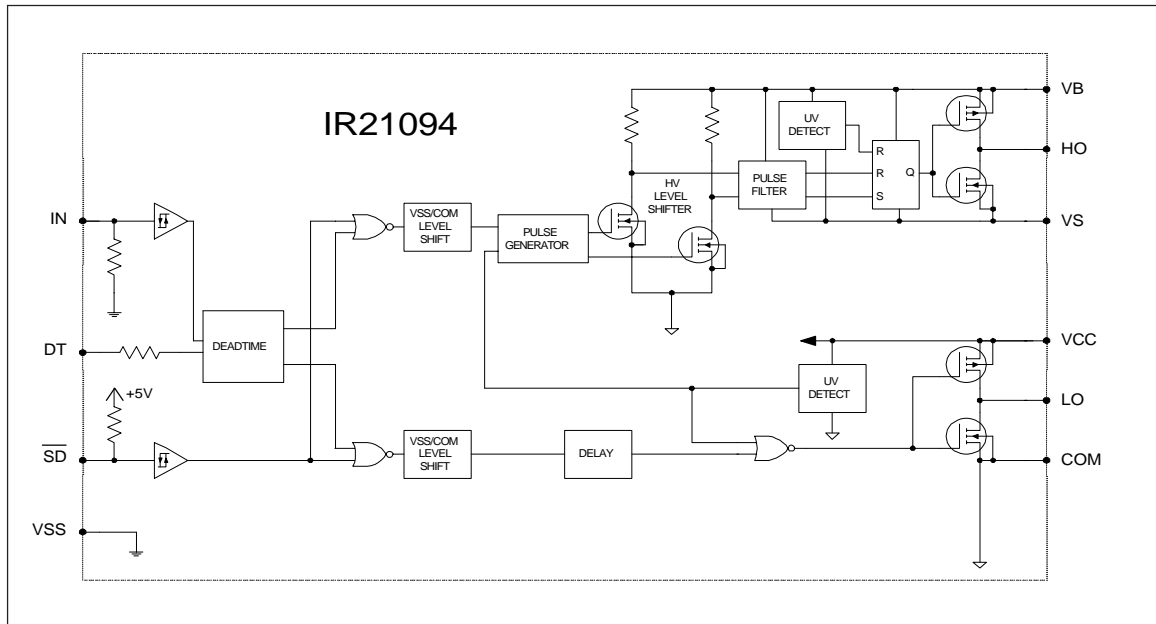 IR21094
VB
UV
DETECT
HO
R
R
Q
S
PULSE
FILTER
HV
LEVEL
SHIFTER
VS
IN
VSS/COM
LEVEL
SHIFT
PULSE
GENERATOR
DT
DEADTIME
VCC
UV
DETECT
+5V
LO
SD
VSS/COM
LEVEL
SHIFT
DELAY
COM
VSS